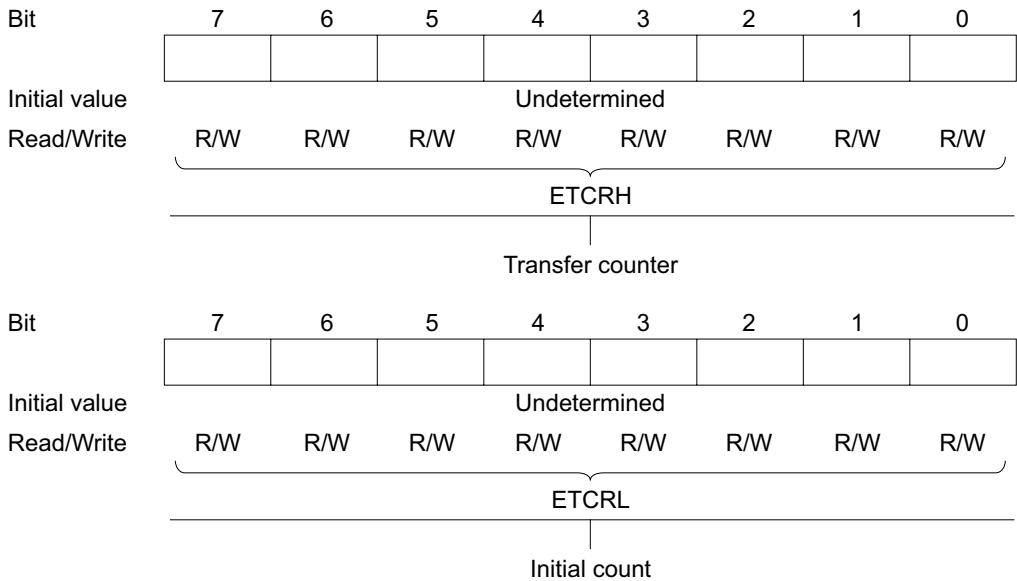 Bit 7 6 5 4 3 2 1 0
Initial value Undetermined
Read/Write R/W R/W R/W R/W R/W R/W R/W R/W
ETCRH
Transfer counter
Bit 7 6 5 4 3 2 1 0
Initial value Undetermined
Read/Write R/W R/W R/W R/W R/W R/W R/W R/W
ETCRL
Initial count